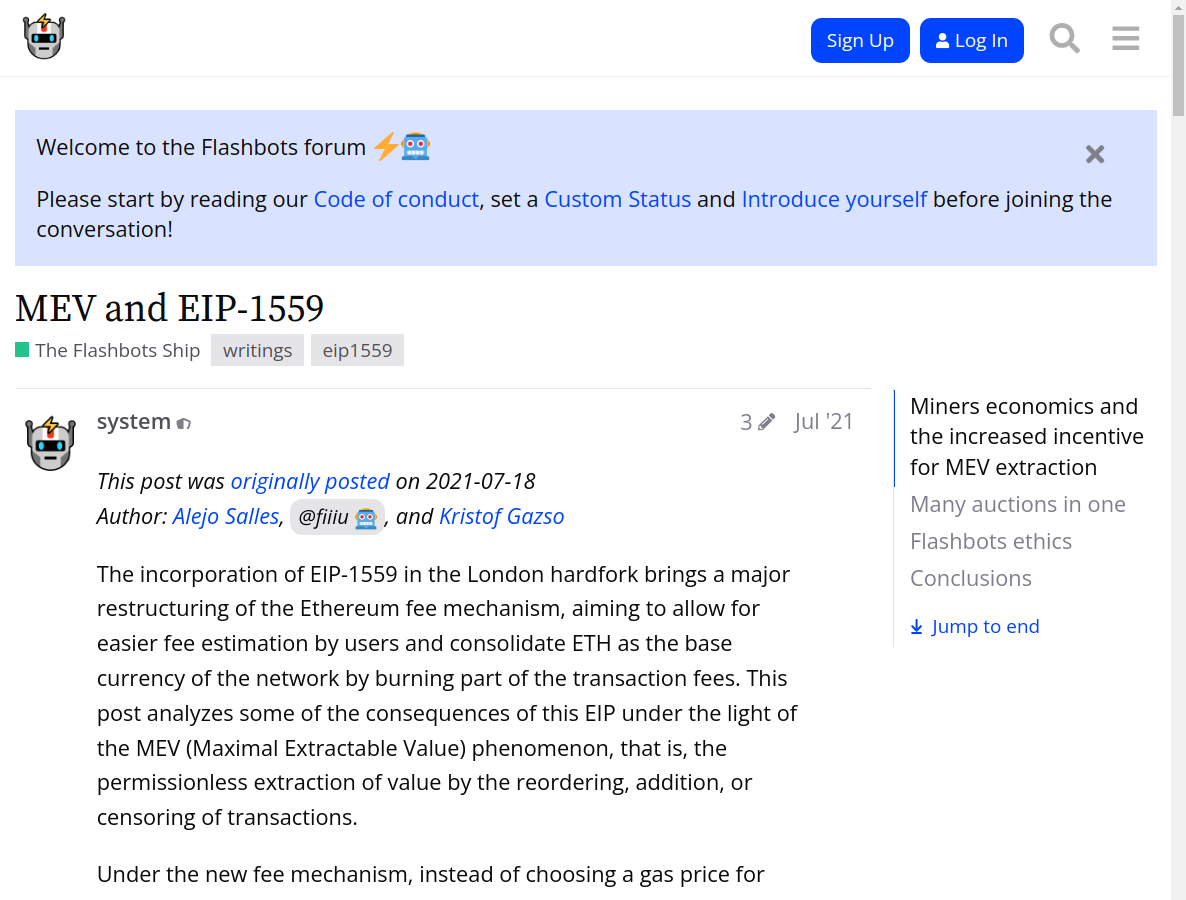 Sign Up
Log In
Welcome to the Flashbots forum
Please start by reading our Code of conduct, set a Custom Status and Introduce yourself before joining the
conversation!
MEV and EIP-1559
The Flashbots Ship writings eip1559
system 3 Jul '21
This post was originally posted on 2021-07-18
Author: Alejo Salles, @fiiiu , and Kristof Gazso
The incorporation of EIP-1559 in the London hardfork brings a major
restructuring of the Ethereum fee mechanism, aiming to allow for
easier fee estimation by users and consolidate ETH as the base
currency of the network by burning part of the transaction fees. This
post analyzes some of the consequences of this EIP under the light of
the MEV (Maximal Extractable Value) phenomenon, that is, the
permissionless extraction of value by the reordering, addition, or
censoring of transactions.
Under the new fee mechanism, instead of choosing a gas price for
Miners economics and
the increased incentive
for MEV extraction
Many auctions in one
Flashbots ethics
Conclusions
Jump to end